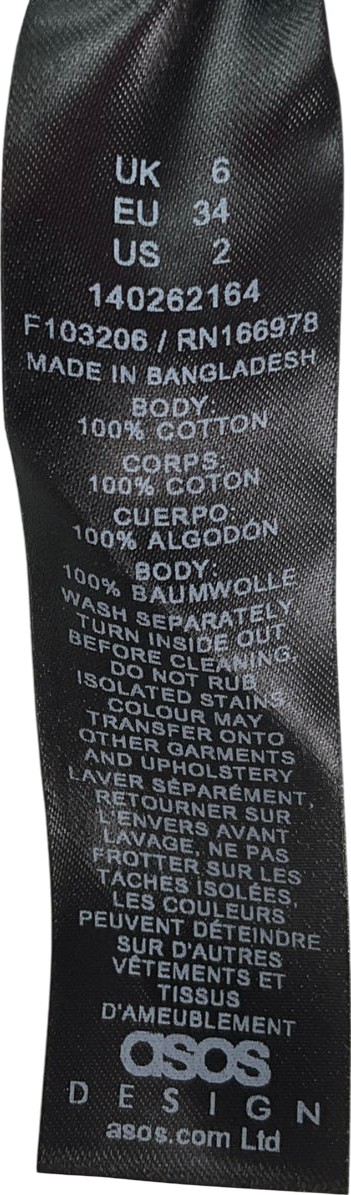 UK 6
EU 34
US 2
140262164
F103206 / RN166978
MADE IN BANGLADESH
BODY:
100% COTTON
CORPS:
100% COTON
CUERPO:
100% ALGODÓN
BODY:
100% BAUMWOLLE
WASH SEPARATELY,
TURN INSIDE OUT
BEFORE CLEANING,
DO NOT RUB
ISOLATED STAINS,
COLOUR MAY
TRANSFER ONTO
OTHER GARMENTS
AND UPHOLSTERY
LAVER SÉPARÉMENT,
RETOURNER SUR
L'ENVERS AVANT
LAVAGE, NE PAS
FROTTER SUR LES
TACHES ISOLÉES,
LES COULEURS
PEUVENT DÉTEINDRE
SUR D'AUTRES
VÊTEMENTS ET
TISSUS
D'AMEUBLEMENT
asos
DESIGN
asos.com Ltd